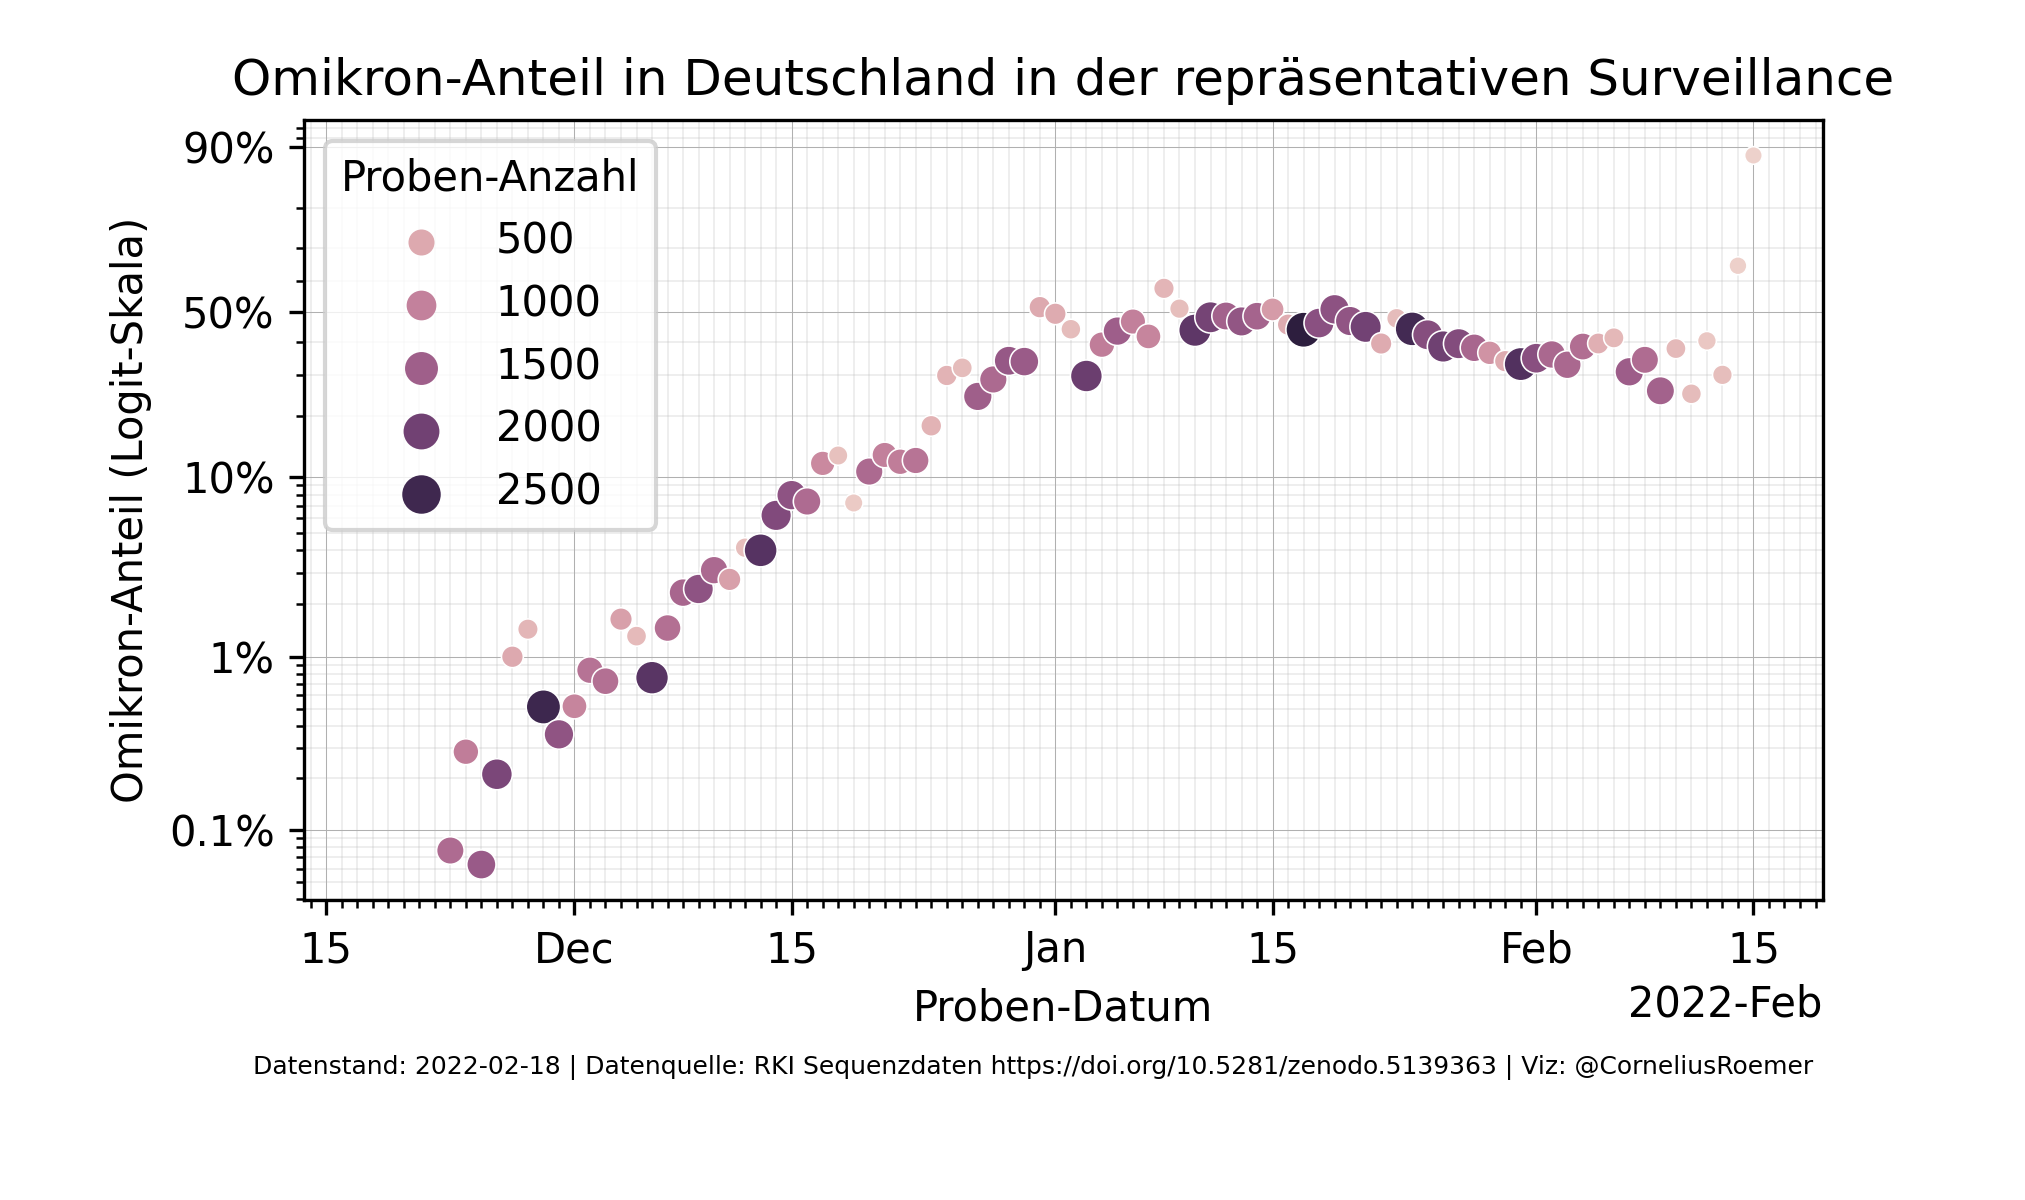 Omikron-Anteil in Deutschland in der repräsentativen Surveillance
Omikron-Anteil (Logit-Skala)
90%
50%
10%
1%
0.1%
Proben-Anzahl
500
1000
1500
2000
2500
15 Dec 15 Jan 15 Feb 15
2022-Feb
Proben-Datum
Datenstand: 2022-02-18 | Datenquelle: RKI Sequenzdaten https://doi.org/10.5281/zenodo.5139363 | Viz: @CorneliusRoemer